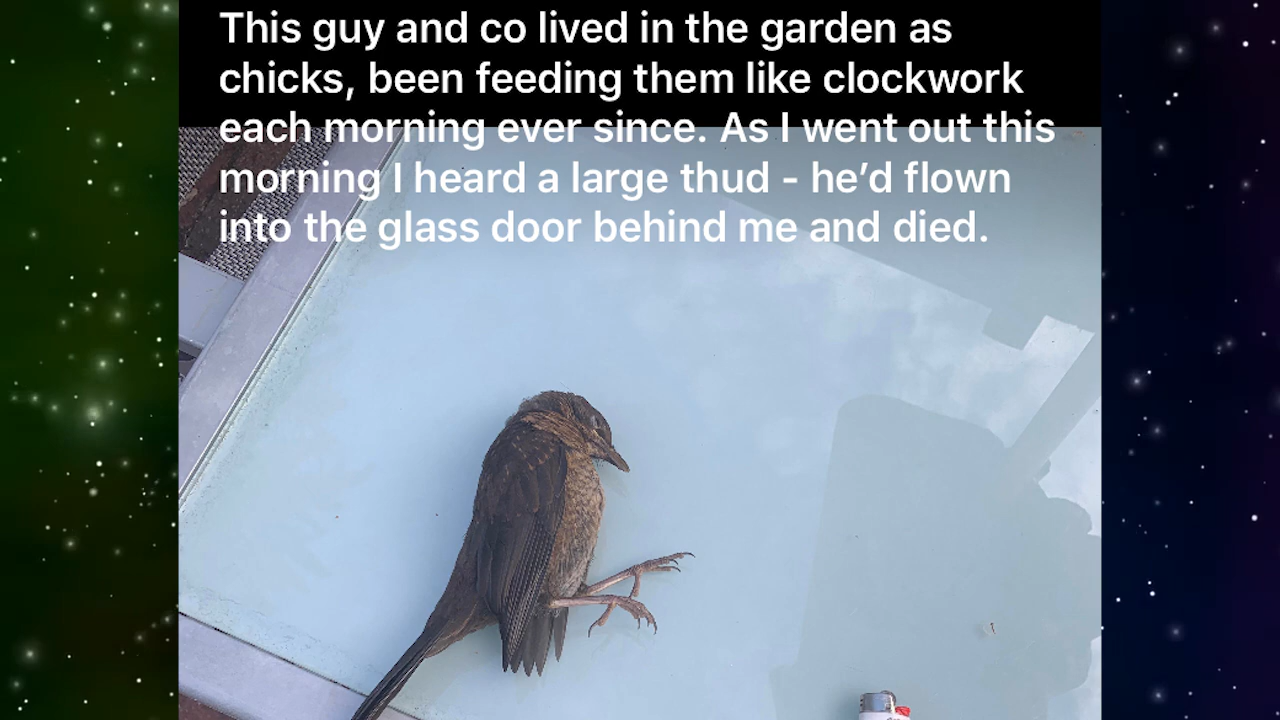 This guy and co lived in the garden as
chicks, been feeding them like clockwork
each morning ever since. As I went out this
morning I heard a large thud - he’d flown
into the glass door behind me and died.